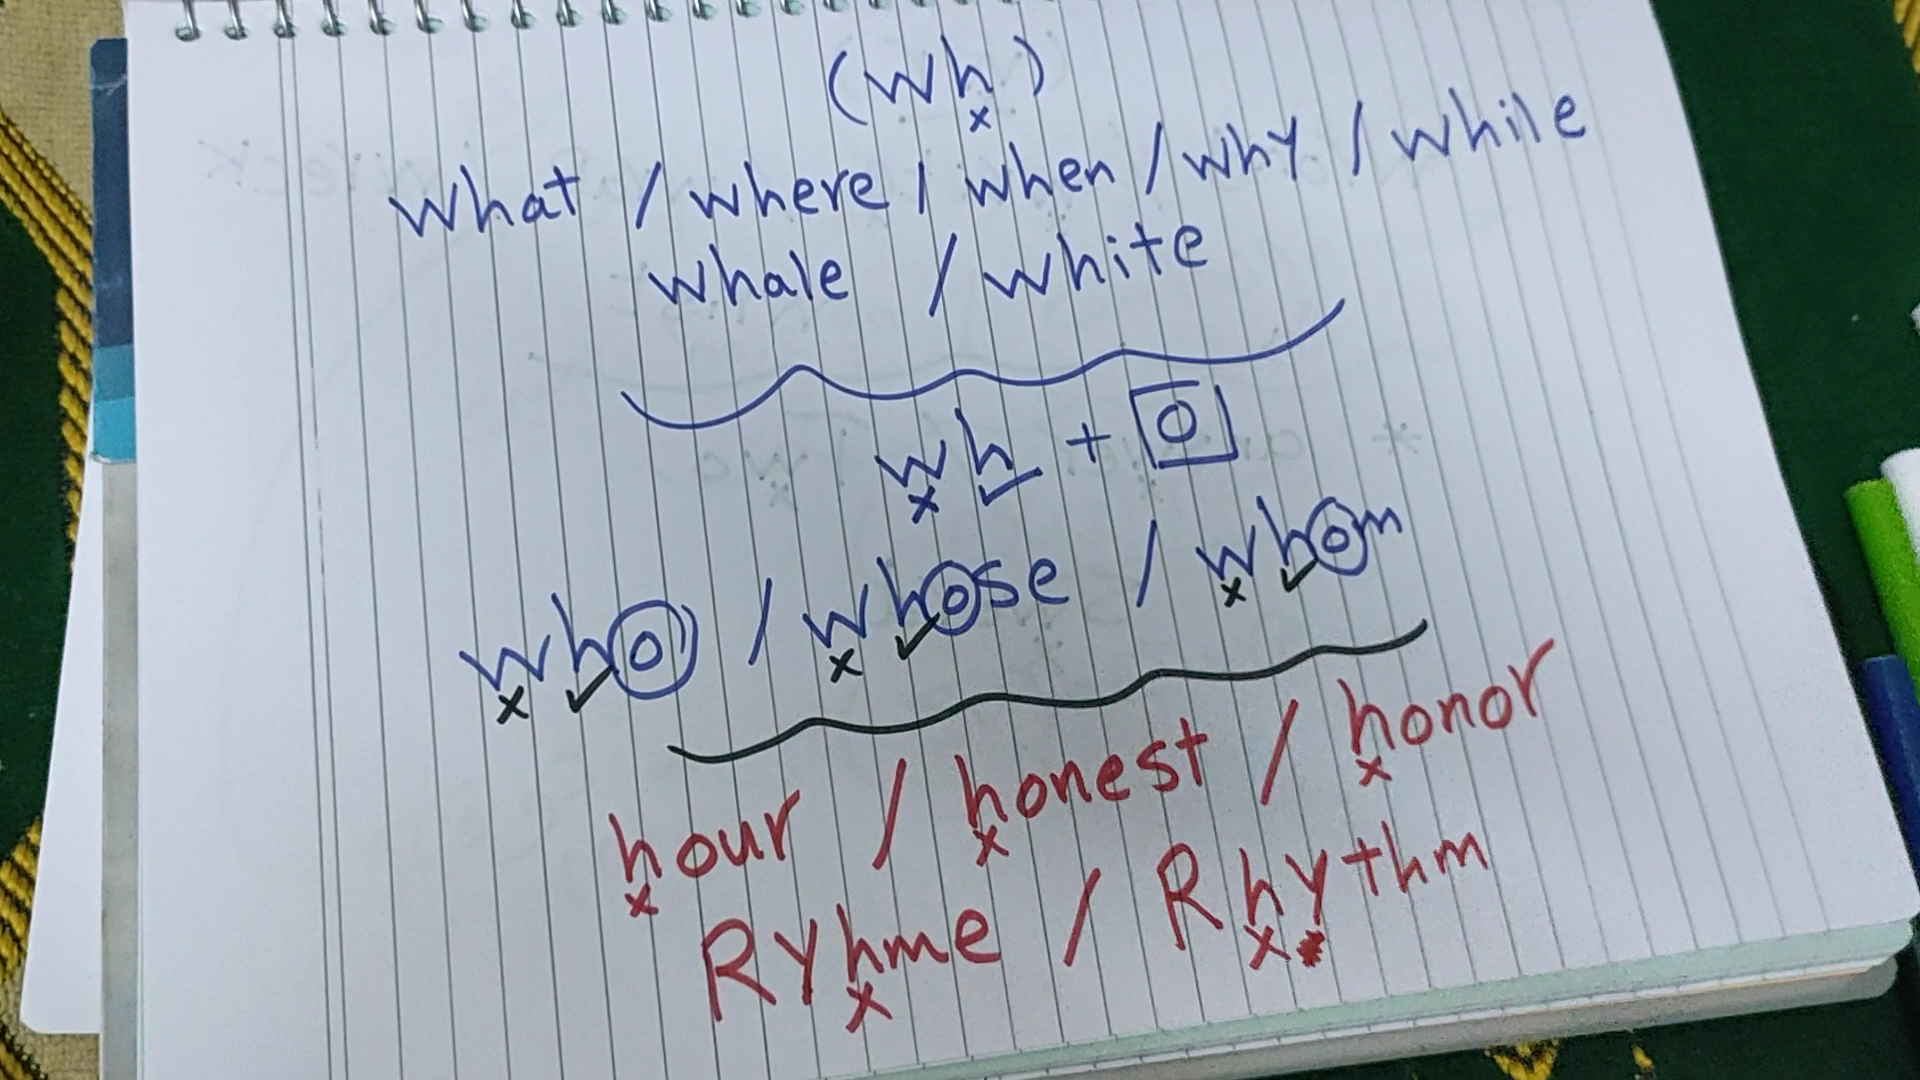 (wh)
x
what / where / when / why / while
whale / white
wh + o
x ✓
who / whose / whom
x ✓ x ✓ x ✓
hour / honest / honor
x x x
Ryhme / Rhythm
x x